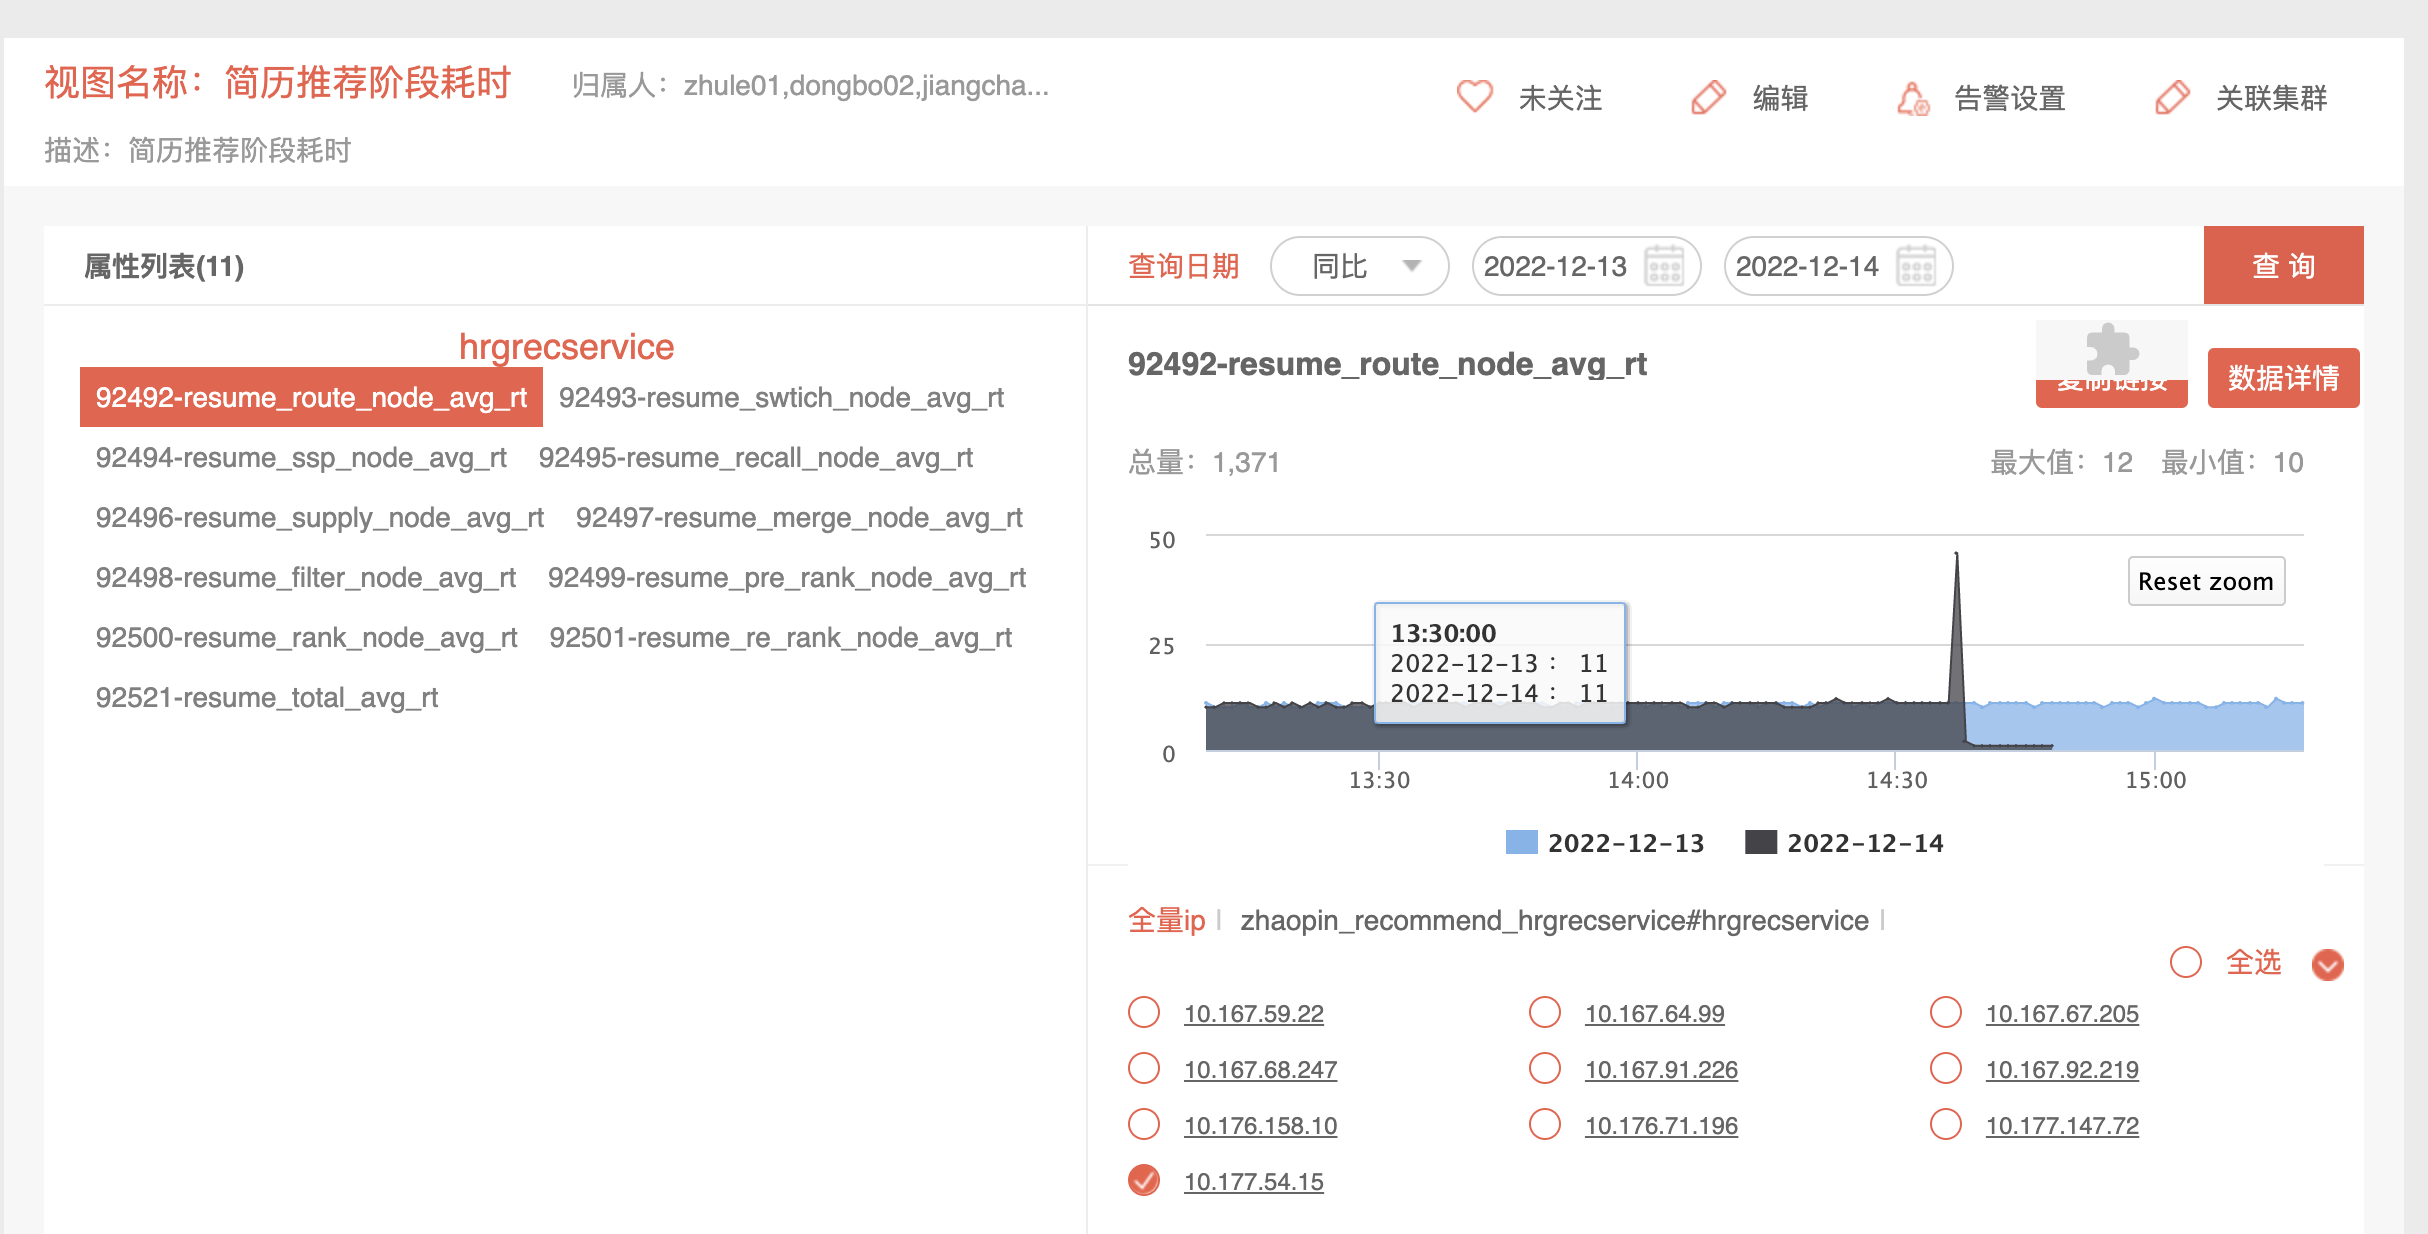 视图名称：简历推荐阶段耗时
归属人：zhule01,dongbo02,jiangcha...
未关注
编辑
告警设置
关联集群
描述：简历推荐阶段耗时
属性列表(11)
hrgrecservice
92492-resume_route_node_avg_rt 92493-resume_swtich_node_avg_rt
92494-resume_ssp_node_avg_rt 92495-resume_recall_node_avg_rt
92496-resume_supply_node_avg_rt 92497-resume_merge_node_avg_rt
92498-resume_filter_node_avg_rt 92499-resume_pre_rank_node_avg_rt
92500-resume_rank_node_avg_rt 92501-resume_re_rank_node_avg_rt
92521-resume_total_avg_rt
查询日期 同比 2022-12-13 2022-12-14 查 询
92492-resume_route_node_avg_rt
复制链接
数据详情
总量：1,371
最大值：12 最小值：10
50
25
0
Reset zoom
13:30:00
2022-12-13： 11
2022-12-14： 11
13:30 14:00 14:30 15:00
2022-12-13 2022-12-14
全量ip | zhaopin_recommend_hrgrecservice#hrgrecservice |
全选
10.167.59.22 10.167.64.99 10.167.67.205
10.167.68.247 10.167.91.226 10.167.92.219
10.176.158.10 10.176.71.196 10.177.147.72
10.177.54.15